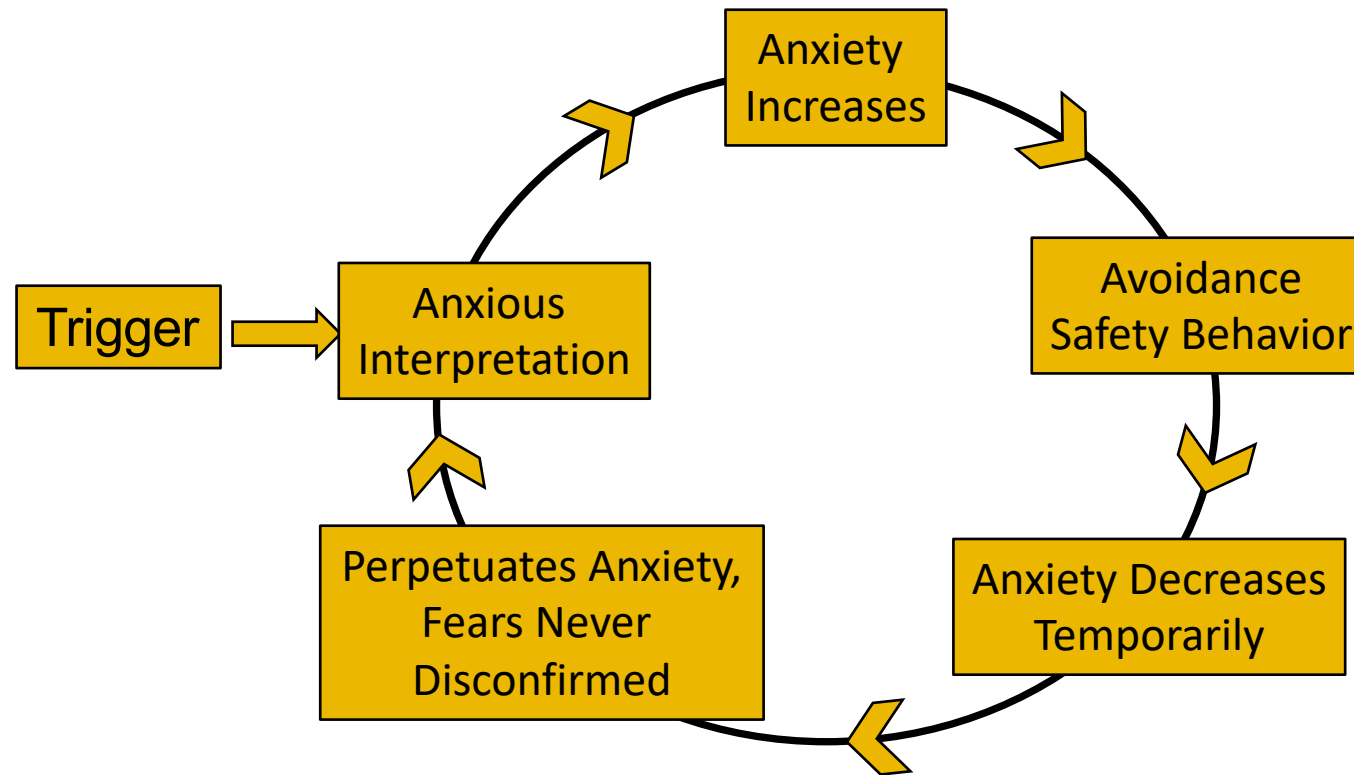 Anxiety
Increases
Avoidance
Safety Behavior
Trigger
Anxious
Interpretation
Perpetuates Anxiety,
Fears Never
Disconfirmed
Anxiety Decreases
Temporarily